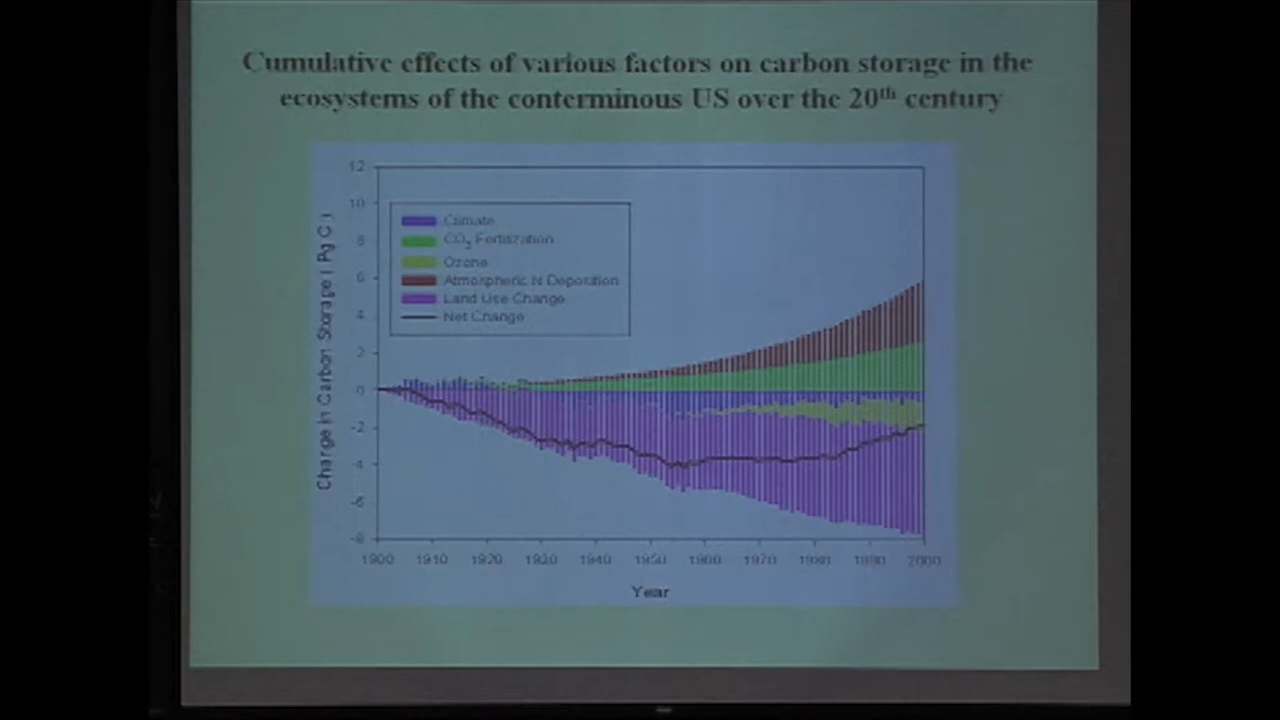 Cumulative effects of various factors on carbon storage in the
ecosystems of the conterminous US over the 20th century
12
10
8
6
4
2
0
-2
-4
-6
-8
Change in Carbon Storage ( Pg C )
Climate
CO2 Fertilization
Ozone
Atmospheric N Deposition
Land Use Change
Net Change
1900 1910 1920 1930 1940 1950 1960 1970 1980 1990 2000
Year